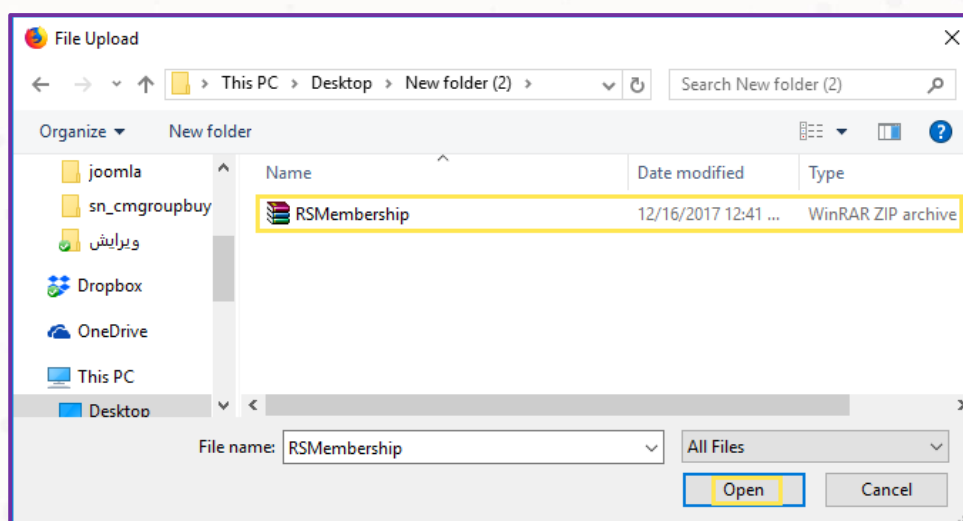 File Upload
This PC > Desktop > New folder (2) >
Search New folder (2)
Organize
New folder
joomla
sn_cmgroupbuy
ویرایش
Dropbox
OneDrive
This PC
Desktop
Name Date modified Type
RSMembership 12/16/2017 12:41 ... WinRAR ZIP archive
File name: RSMembership
All Files
Open
Cancel